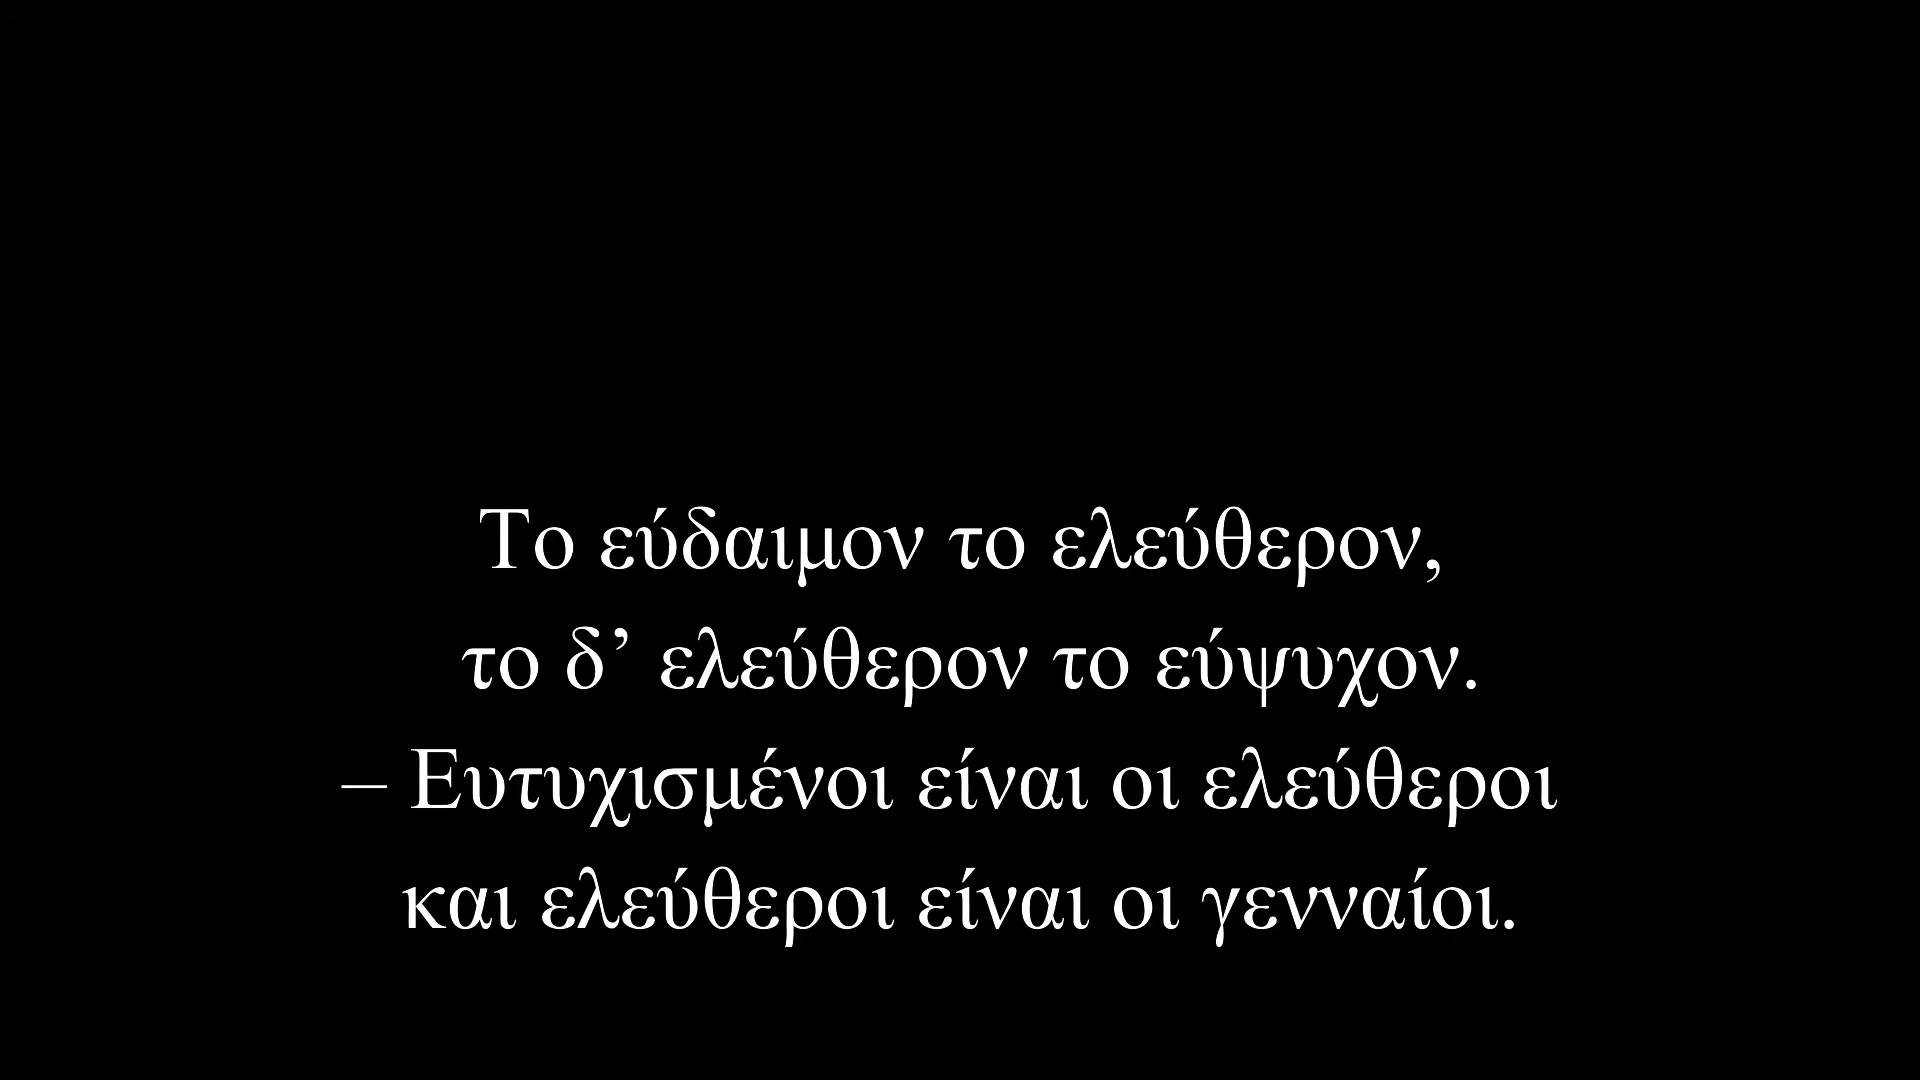 Το εύδαιμον το ελεύθερον,
το δ’ ελεύθερον το εύψυχον.
– Ευτυχισμένοι είναι οι ελεύθεροι
και ελεύθεροι είναι οι γενναίοι.